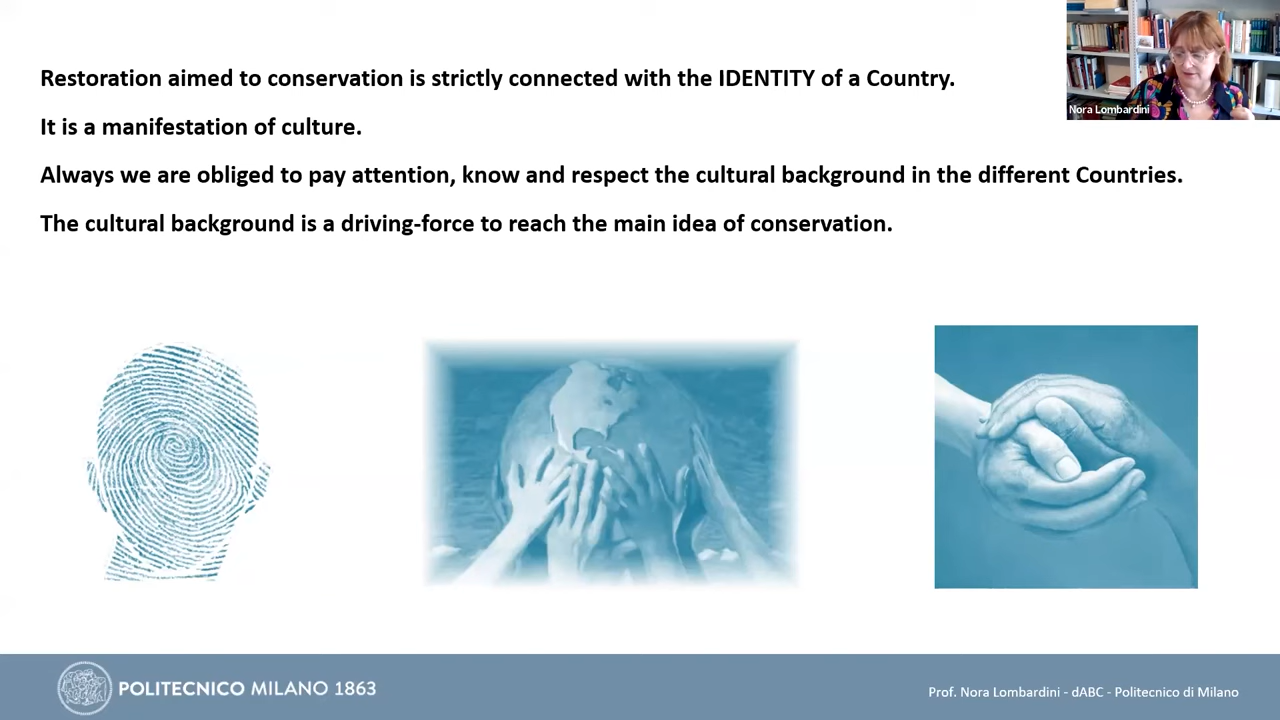 Restoration aimed to conservation is strictly connected with the IDENTITY of a Country.
It is a manifestation of culture.
Always we are obliged to pay attention, know and respect the cultural background in the different Countries.
The cultural background is a driving-force to reach the main idea of conservation.
Nora Lombardini
POLITECNICO MILANO 1863
Prof. Nora Lombardini - dABC - Politecnico di Milano